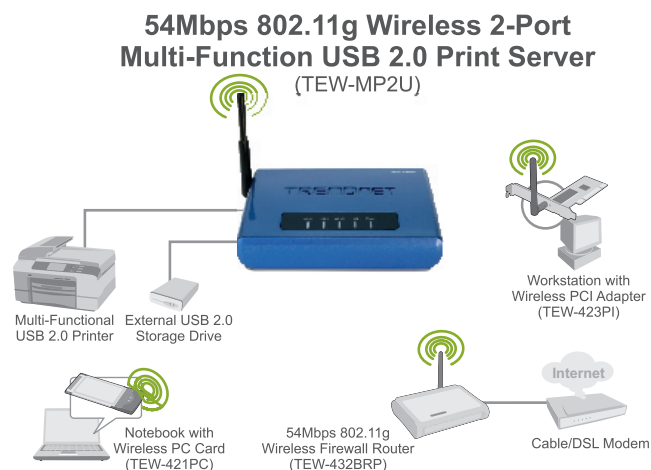 54Mbps 802.11g Wireless 2-Port
Multi-Function USB 2.0 Print Server
(TEW-MP2U)
TRENDNET
Multi-Functional
USB 2.0 Printer
External USB 2.0
Storage Drive
Workstation with
Wireless PCI Adapter
(TEW-423PI)
Notebook with
Wireless PC Card
(TEW-421PC)
54Mbps 802.11g
Wireless Firewall Router
(TEW-432BRP)
Internet
Cable/DSL Modem